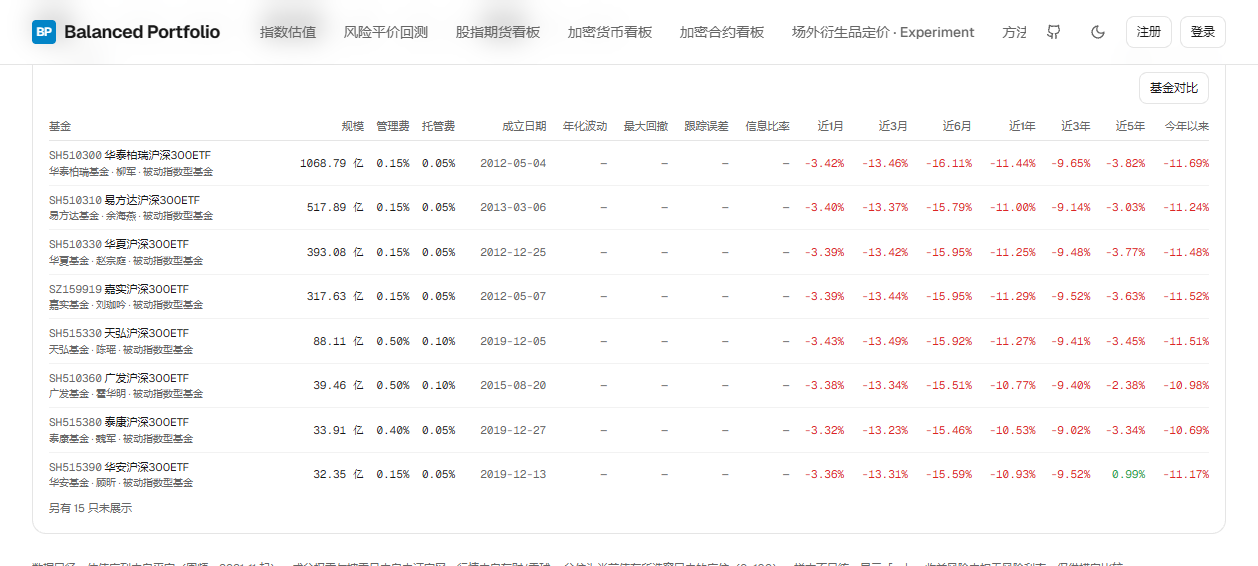 BP Balanced Portfolio 指数估值 风险平价回测 股指期货看板 加密货币看板 加密合约看板 场外衍生品定价 · Experiment 方法 注册 登录
基金对比
基金 规模 管理费 托管费 成立日期 年化波动 最大回撤 跟踪误差 信息比率 近1月 近3月 近6月 近1年 近3年 近5年 今年以来
SH510300 华泰柏瑞沪深300ETF
华泰柏瑞基金 · 柳军 · 被动指数型基金
1068.79 亿 0.15% 0.05% 2012-05-04 — — — — -3.42% -13.46% -16.11% -11.44% -9.65% -3.82% -11.69%
SH510310 易方达沪深300ETF
易方达基金 · 余海燕 · 被动指数型基金
517.89 亿 0.15% 0.05% 2013-03-06 — — — — -3.40% -13.37% -15.79% -11.00% -9.14% -3.03% -11.24%
SH510330 华夏沪深300ETF
华夏基金 · 赵宗庭 · 被动指数型基金
393.08 亿 0.15% 0.05% 2012-12-25 — — — — -3.39% -13.42% -15.95% -11.25% -9.48% -3.77% -11.48%
SZ159919 嘉实沪深300ETF
嘉实基金 · 刘珈吟 · 被动指数型基金
317.63 亿 0.15% 0.05% 2012-05-07 — — — — -3.39% -13.44% -15.95% -11.29% -9.52% -3.63% -11.52%
SH515330 天弘沪深300ETF
天弘基金 · 陈瑶 · 被动指数型基金
88.11 亿 0.50% 0.10% 2019-12-05 — — — — -3.43% -13.49% -15.92% -11.27% -9.41% -3.45% -11.51%
SH510360 广发沪深300ETF
广发基金 · 霍华明 · 被动指数型基金
39.46 亿 0.50% 0.10% 2015-08-20 — — — — -3.38% -13.34% -15.51% -10.77% -9.40% -2.38% -10.98%
SH515380 泰康沪深300ETF
泰康基金 · 魏军 · 被动指数型基金
33.91 亿 0.40% 0.05% 2019-12-27 — — — — -3.32% -13.23% -15.46% -10.53% -9.02% -3.34% -10.69%
SH515390 华安沪深300ETF
华安基金 · 顾昕 · 被动指数型基金
32.35 亿 0.15% 0.05% 2019-12-13 — — — — -3.36% -13.31% -15.59% -10.93% -9.52% 0.99% -11.17%
另有 15 只未展示